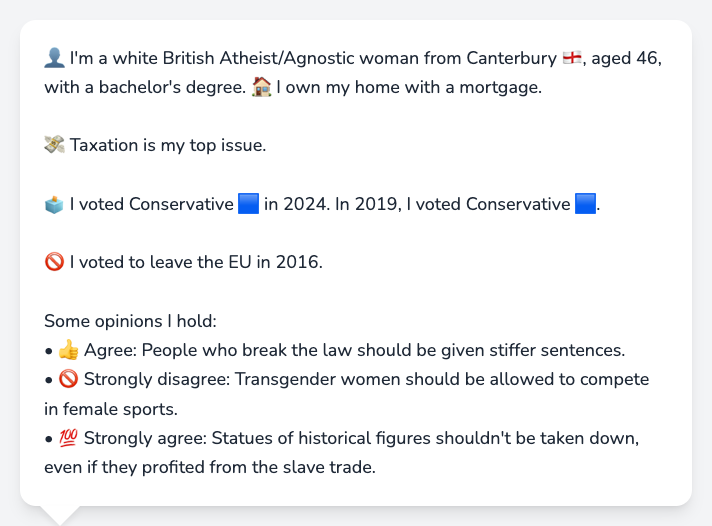 👤 I'm a white British Atheist/Agnostic woman from Canterbury 🏴󠁧󠁢󠁥󠁮󠁧󠁿, aged 46,
with a bachelor's degree. 🏠 I own my home with a mortgage.
💸 Taxation is my top issue.
🗳️ I voted Conservative 🟦 in 2024. In 2019, I voted Conservative 🟦.
🚫 I voted to leave the EU in 2016.
Some opinions I hold:
• 👍 Agree: People who break the law should be given stiffer sentences.
• 🚫 Strongly disagree: Transgender women should be allowed to compete
in female sports.
• 💯 Strongly agree: Statues of historical figures shouldn't be taken down,
even if they profited from the slave trade.